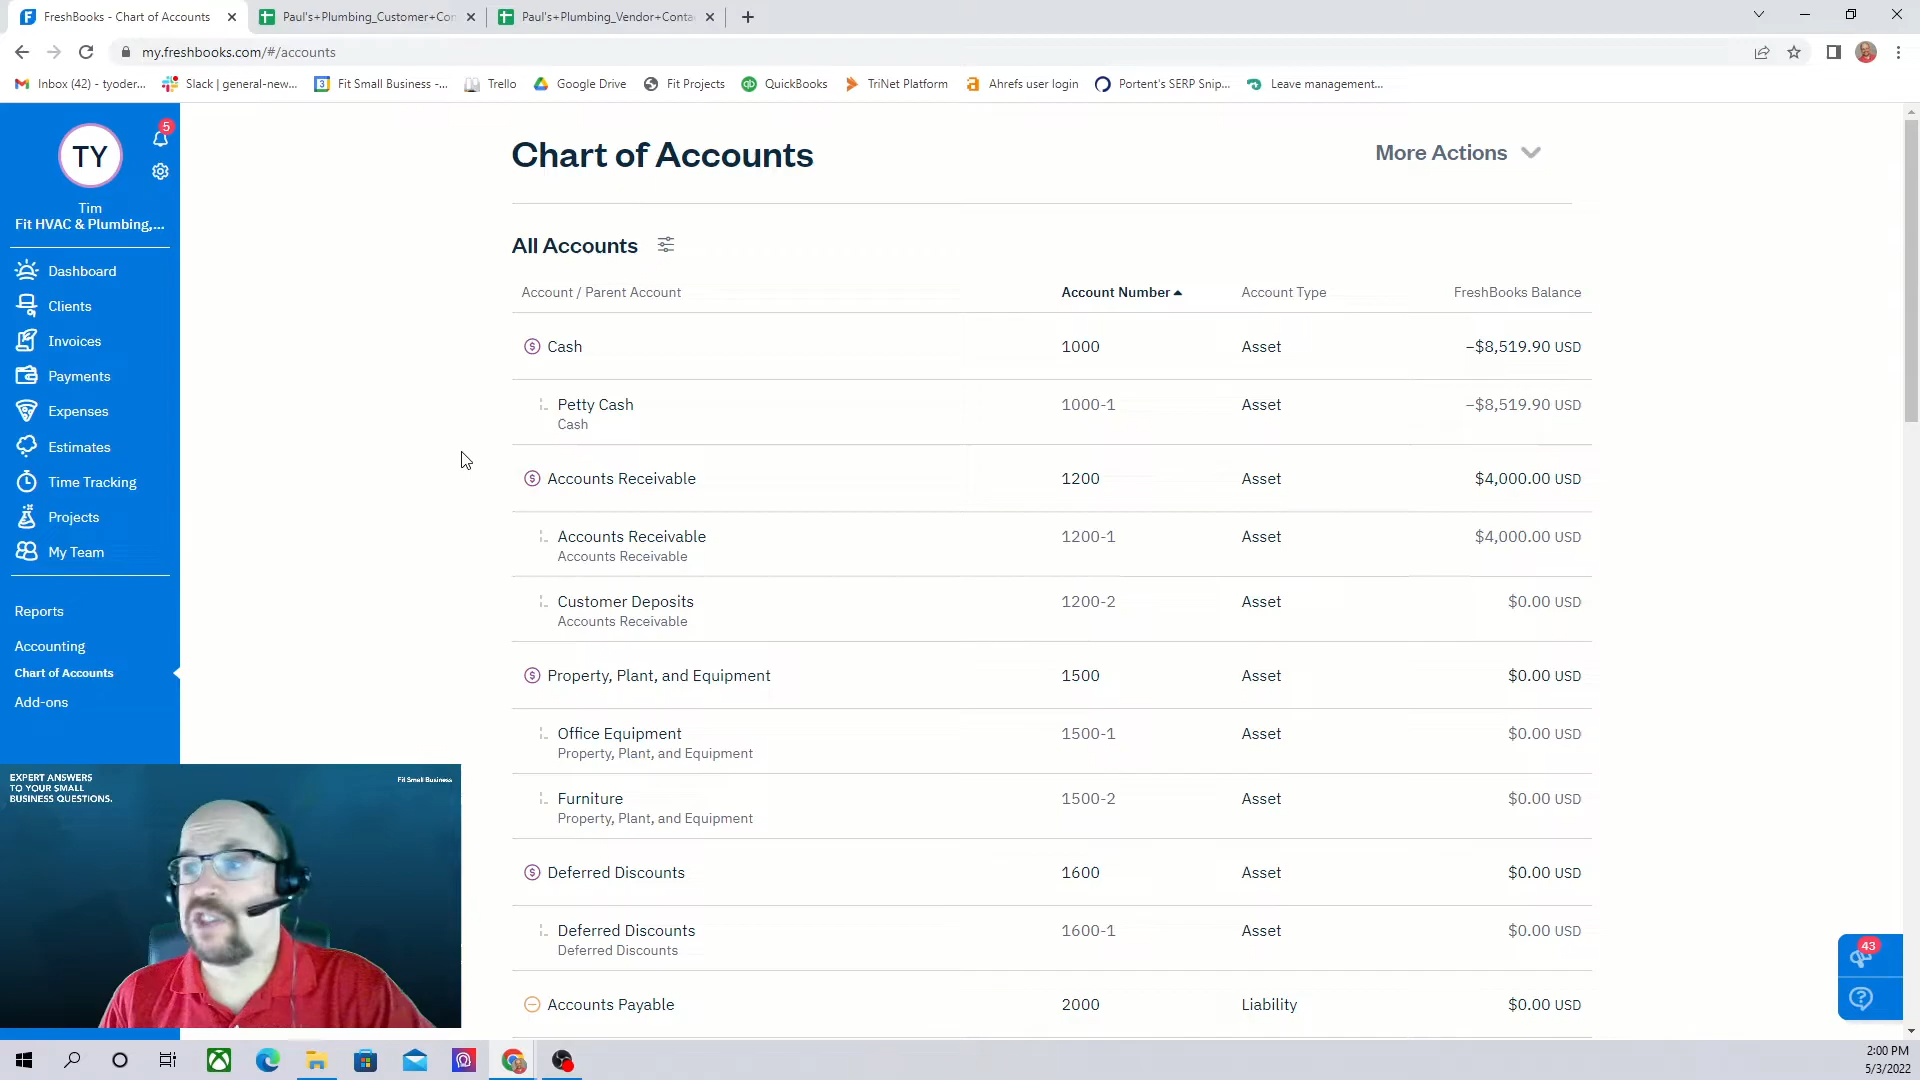 FreshBooks - Chart of Accounts
Paul's+Plumbing_Customer+Con
Paul's+Plumbing_Vendor+Conta
my.freshbooks.com/#/accounts
Inbox (42) - tyoder...
Slack | general-new...
Fit Small Business -...
Trello
Google Drive
Fit Projects
QuickBooks
TriNet Platform
Ahrefs user login
Portent's SERP Snip...
Leave management...
TY
5
Tim
Fit HVAC & Plumbing,...
Dashboard
Clients
Invoices
Payments
Expenses
Estimates
Time Tracking
Projects
My Team
Reports
Accounting
Chart of Accounts
Add-ons
Chart of Accounts
More Actions
All Accounts
Account / Parent Account Account Number Account Type FreshBooks Balance
Cash 1000 Asset –$8,519.90 USD
Petty Cash 1000-1 Asset –$8,519.90 USD
Cash
Accounts Receivable 1200 Asset $4,000.00 USD
Accounts Receivable 1200-1 Asset $4,000.00 USD
Accounts Receivable
Customer Deposits 1200-2 Asset $0.00 USD
Accounts Receivable
Property, Plant, and Equipment 1500 Asset $0.00 USD
Office Equipment 1500-1 Asset $0.00 USD
Property, Plant, and Equipment
Furniture 1500-2 Asset $0.00 USD
Property, Plant, and Equipment
Deferred Discounts 1600 Asset $0.00 USD
Deferred Discounts 1600-1 Asset $0.00 USD
Deferred Discounts
Accounts Payable 2000 Liability $0.00 USD
EXPERT ANSWERS
TO YOUR SMALL
BUSINESS QUESTIONS.
Fit Small Business
43
2:00 PM
5/3/2022